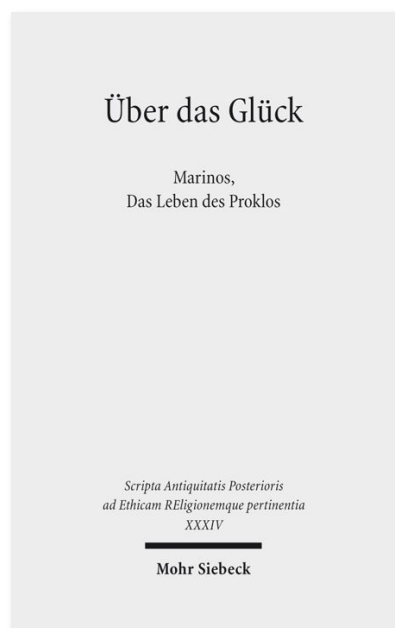 Über das Glück
Marinos,
Das Leben des Proklos
Scripta Antiquitatis Posterioris
ad Ethicam REligionemque pertinentia
XXXIV
Mohr Siebeck